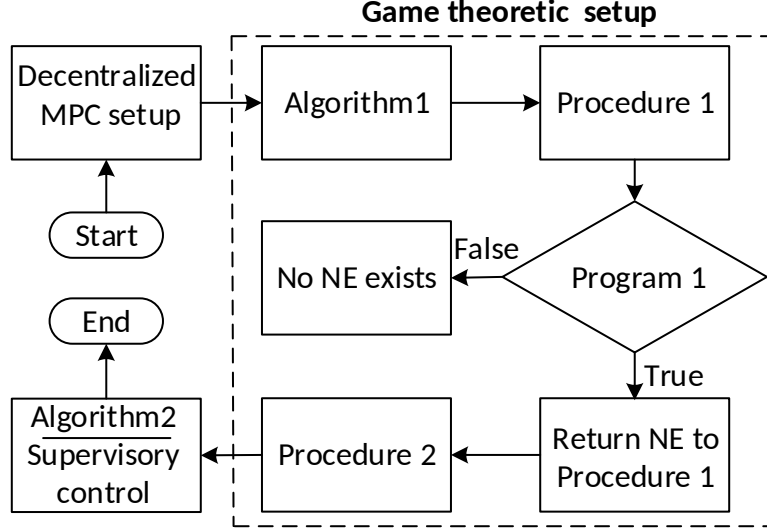 Game theoretic setup
Decentralized
MPC setup
Algorithm1
Procedure 1
Start
No NE exists
False
Program 1
End
True
Algorithm2
Supervisory
control
Procedure 2
Return NE to
Procedure 1